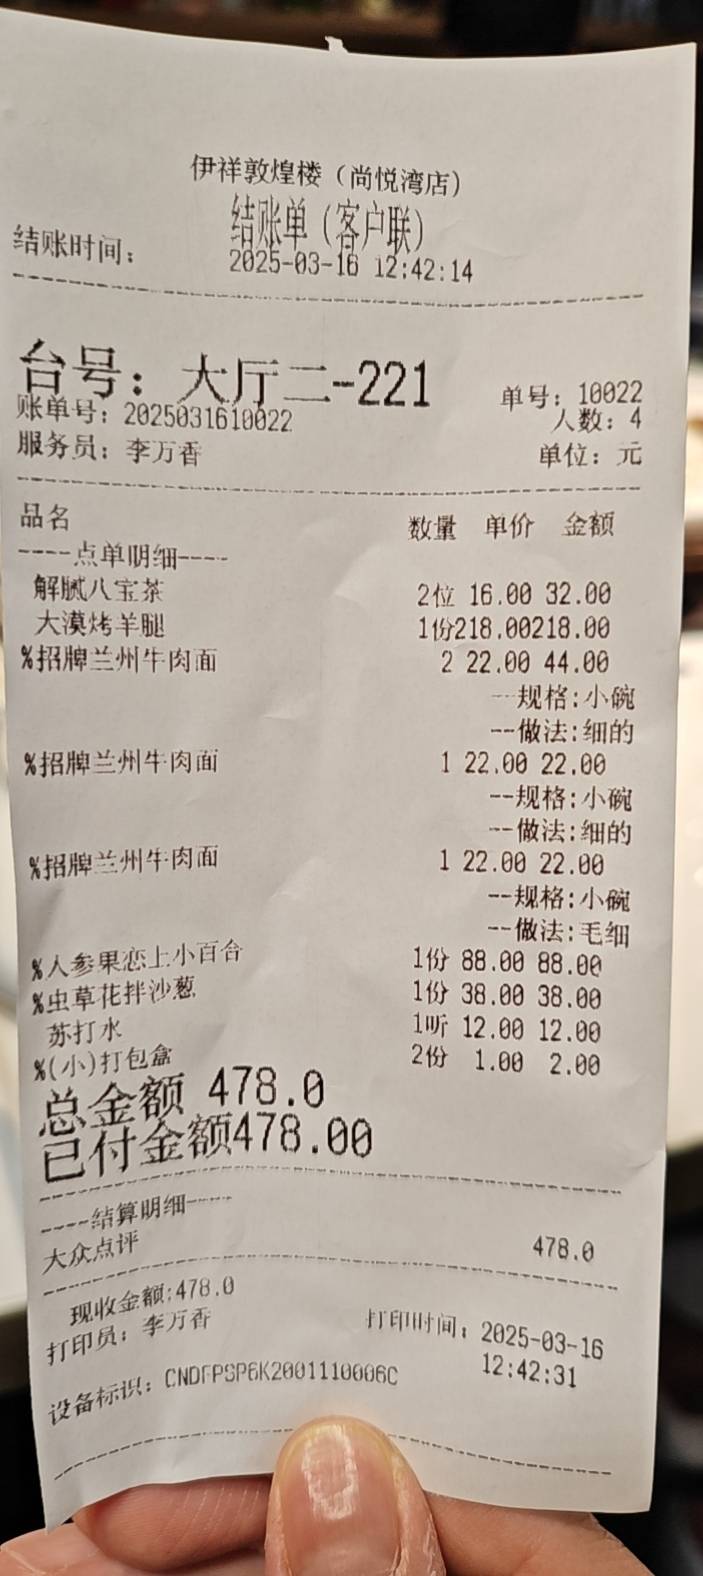 伊祥敦煌楼（尚悦湾店）
结账单（客户联）
结账时间： 2025-03-16 12:42:14
台号：大厅二-221
单号：10022
账单号：2025031610022 人数：4
服务员：李万香 单位：元
品名 数量 单价 金额
----点单明细----
解腻八宝茶 2位 16.00 32.00
大漠烤羊腿 1份218.00218.00
%招牌兰州牛肉面 2 22.00 44.00
--规格:小碗
--做法:细的
%招牌兰州牛肉面 1 22.00 22.00
--规格:小碗
--做法:细的
%招牌兰州牛肉面 1 22.00 22.00
--规格:小碗
--做法:毛细
%人参果恋上小百合 1份 88.00 88.00
%虫草花拌沙葱 1份 38.00 38.00
苏打水 1听 12.00 12.00
%(小)打包盒 2份 1.00 2.00
总金额 478.0
已付金额478.00
----结算明细----
大众点评 478.0
现收金额:478.0
打印员：李万香 打印时间：2025-03-16
12:42:31
设备标识：CNDFPSP6K2001110006C